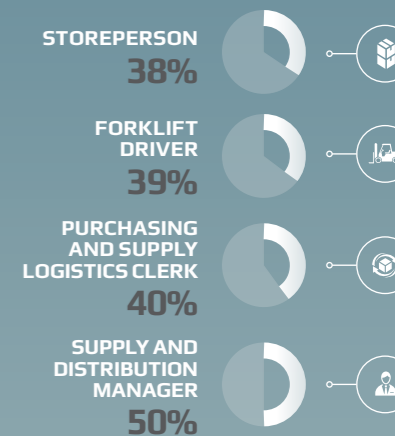 STOREPERSON
38%
FORKLIFT
DRIVER
39%
PURCHASING
AND SUPPLY
LOGISTICS CLERK
40%
SUPPLY AND
DISTRIBUTION
MANAGER
50%